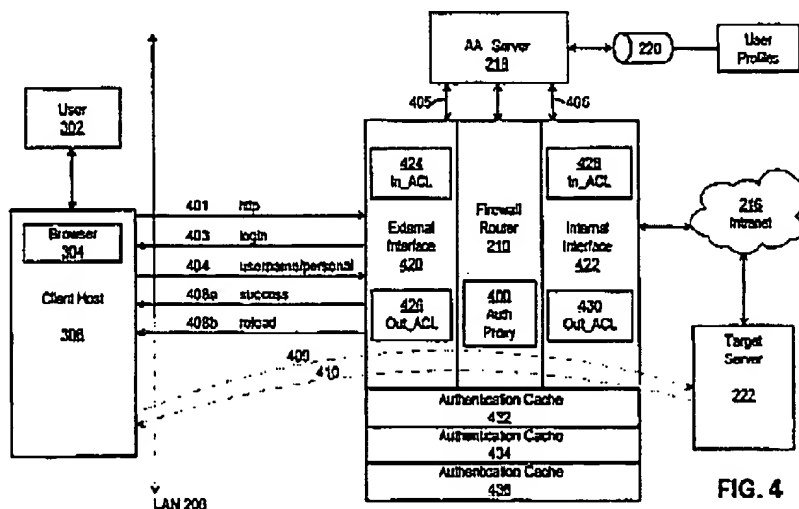 AA Server
218
220
User
Profiles
405
406
User
302
424
In_ACL
428
In_ACL
401 http
Browser
304
403 login
External
Interface
420
Firewall
Router
210
Internal
Interface
422
216
Intranet
404 username/personal
Client Host
306
408a success
426
Out_ACL
400
Auth
Proxy
430
Out_ACL
408b reload
Target
Server
222
409
410
Authentication Cache
432
Authentication Cache
434
Authentication Cache
436
FIG. 4
LAN 206